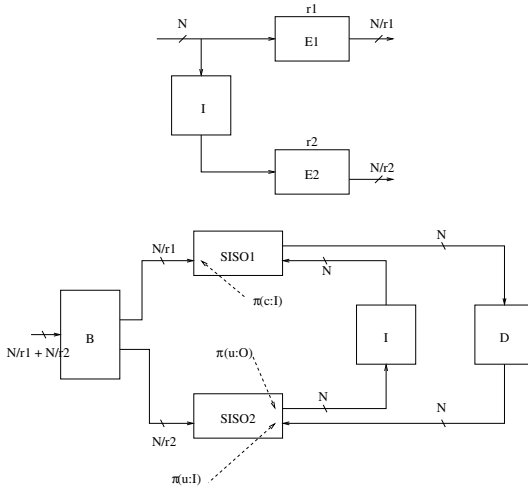 r1
N
N/r1
E1
I
r2
N/r2
E2
N
N/r1
SISO1
N
π(c:I)
B
I
D
N/r1 + N/r2
π(u:O)
N
N
SISO2
N/r2
π(u:I)